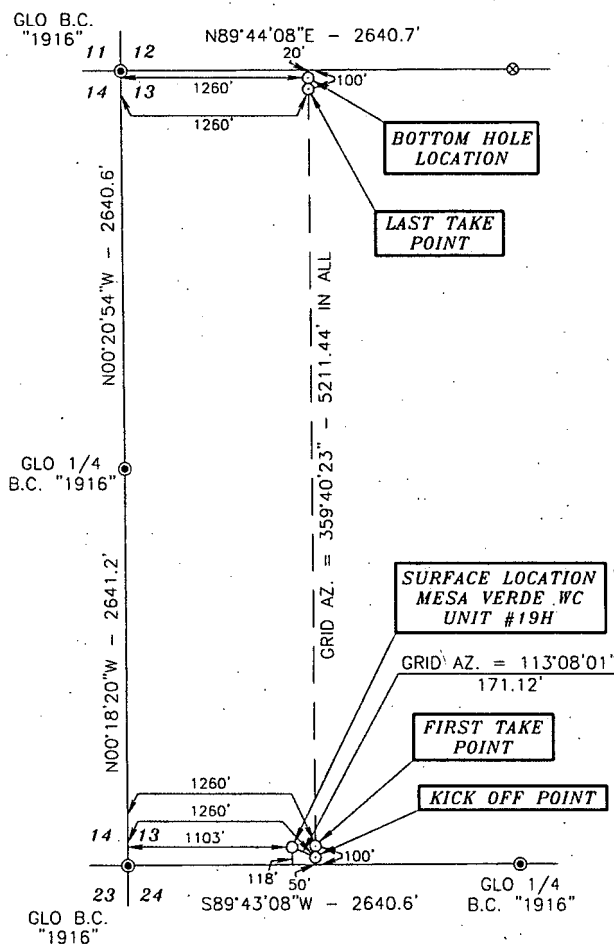 GLO B.C.
"1916"
N89°44'08"E - 2640.7'
20'
11 12
14 13
1260'
100'
1260'
BOTTOM HOLE
LOCATION
LAST TAKE
POINT
N00°20'54"W - 2640.6'
GRID AZ. = 359°40'23" - 5211.44' IN ALL
GLO 1/4
B.C. "1916"
N00°18'20"W - 2641.2'
SURFACE LOCATION
MESA VERDE WC
UNIT #19H
GRID AZ. = 113°08'01"
171.12'
FIRST TAKE
POINT
KICK OFF POINT
1260'
1260'
14 13
1103'
118'
100'
50'
23 24
S89°43'08"W - 2640.6'
GLO B.C.
"1916"
GLO 1/4
B.C. "1916"